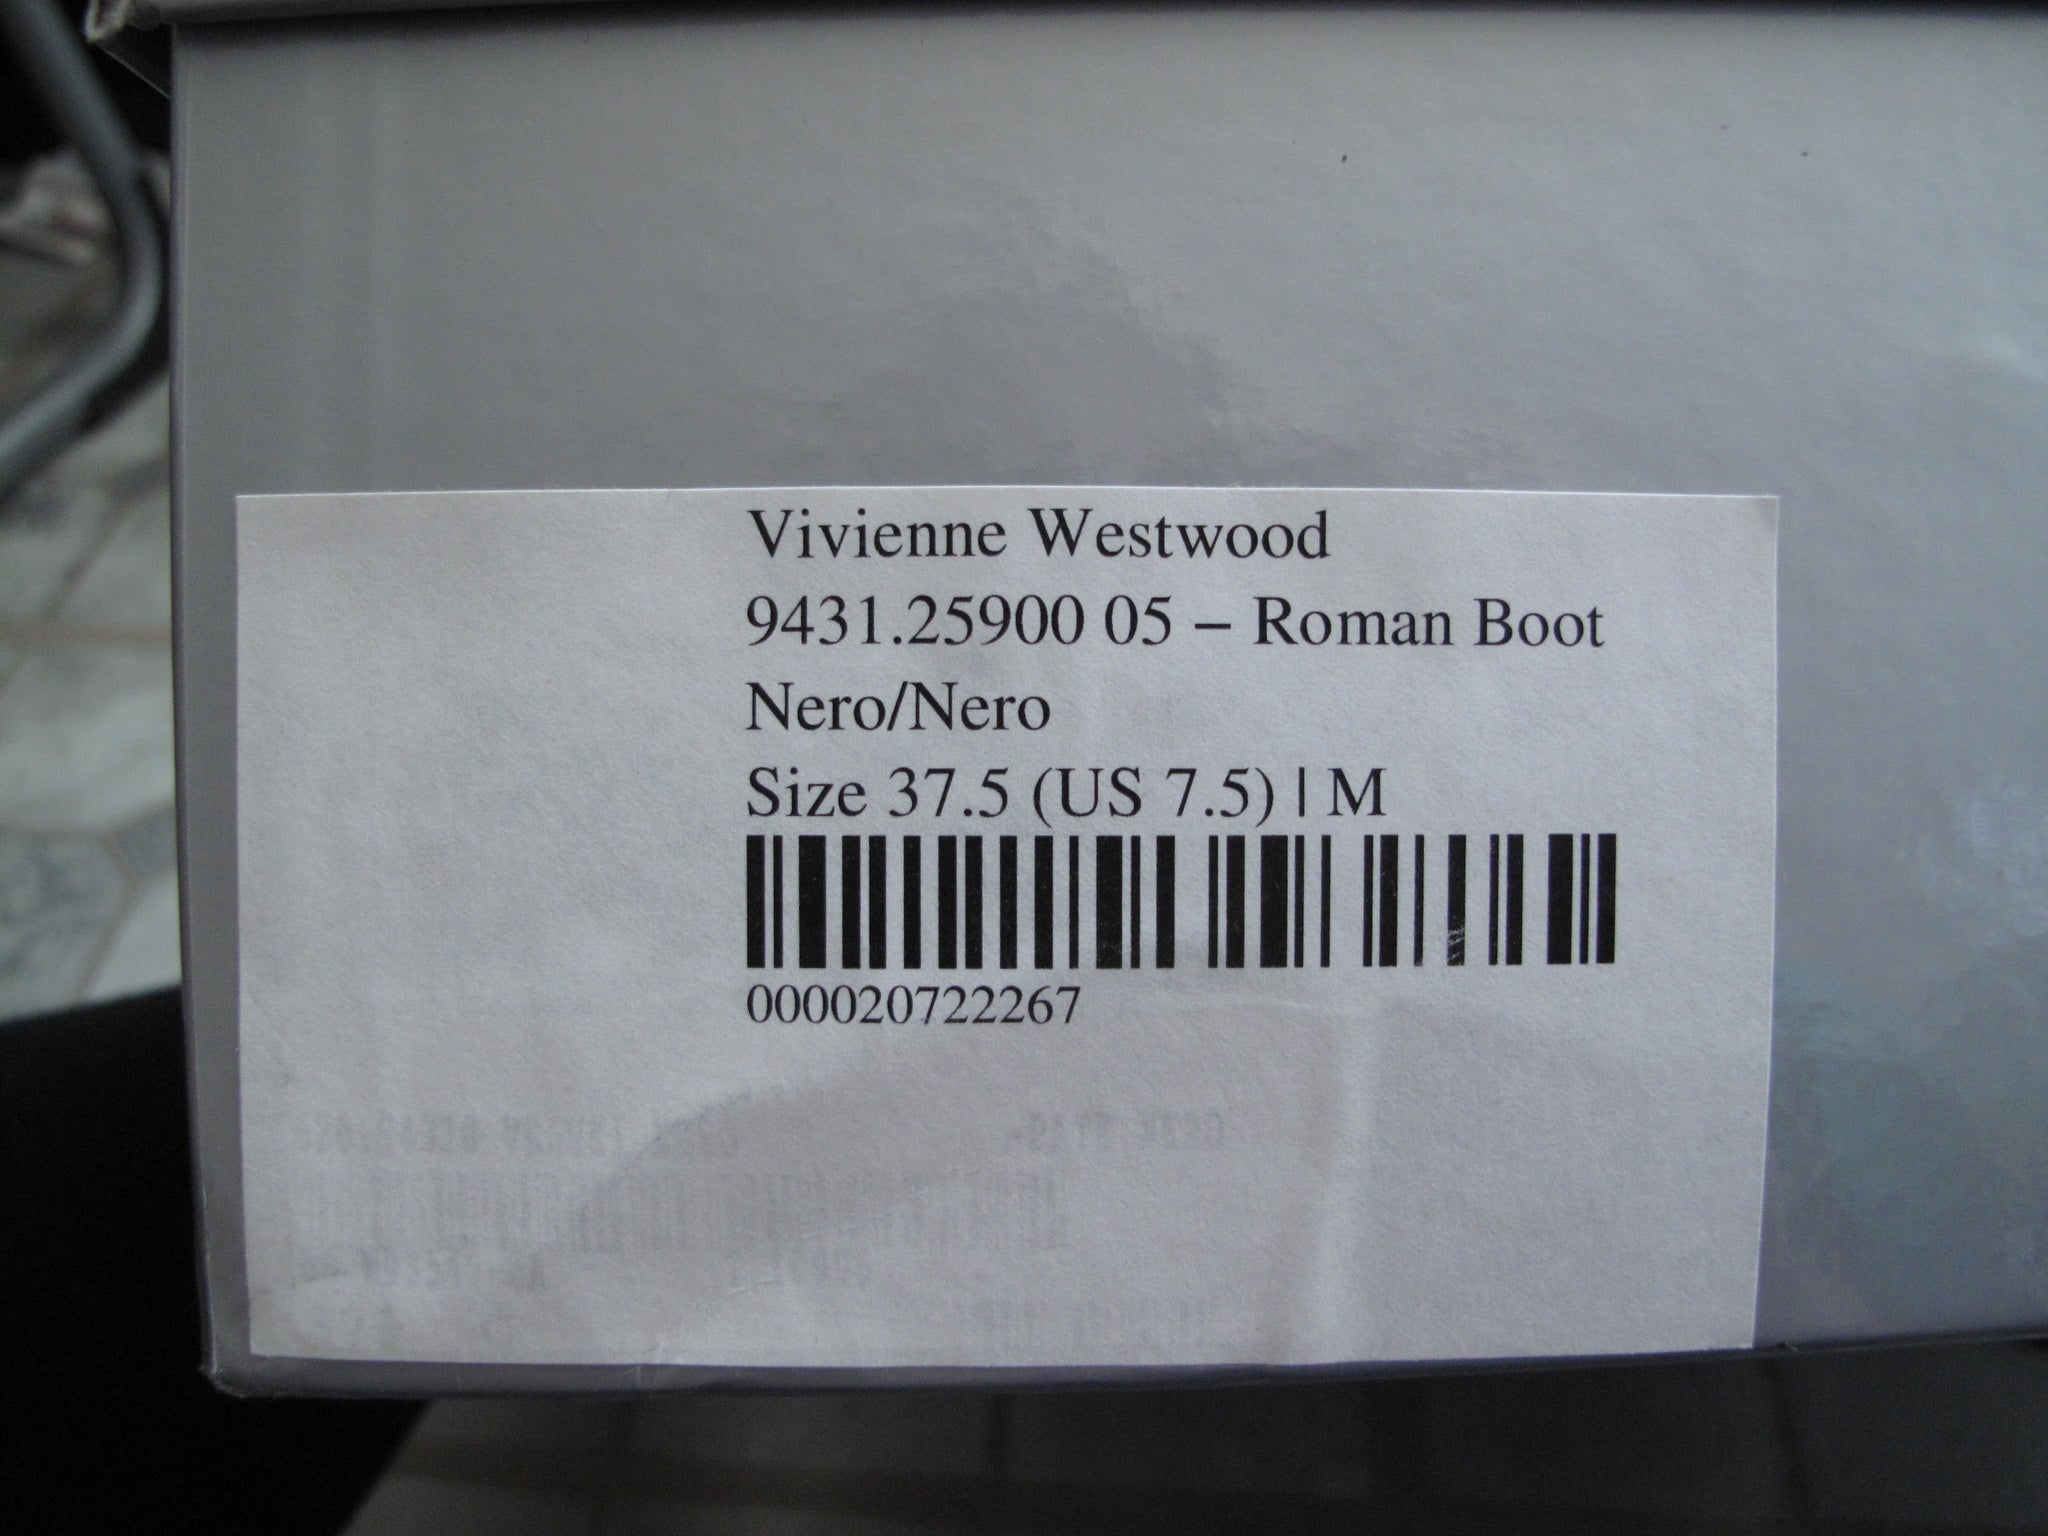 Vivienne Westwood
9431.25900 05 – Roman Boot
Nero/Nero
Size 37.5 (US 7.5) | M
000020722267